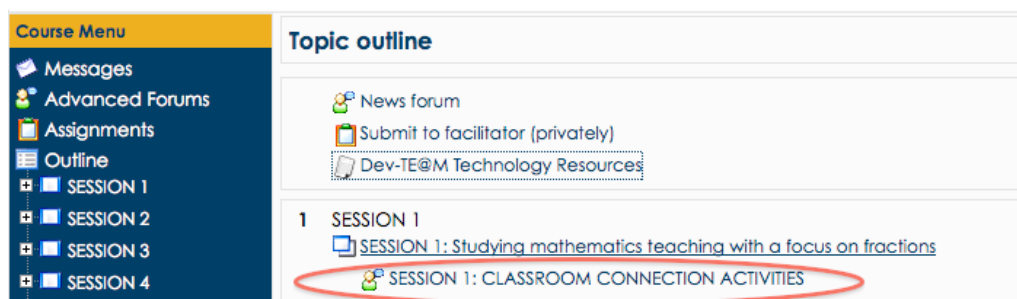 Course Menu
Messages
Advanced Forums
Assignments
Outline
SESSION 1
SESSION 2
SESSION 3
SESSION 4
Topic outline
News forum
Submit to facilitator (privately)
Dev-TE@M Technology Resources
1 SESSION 1
SESSION 1: Studying mathematics teaching with a focus on fractions
SESSION 1: CLASSROOM CONNECTION ACTIVITIES